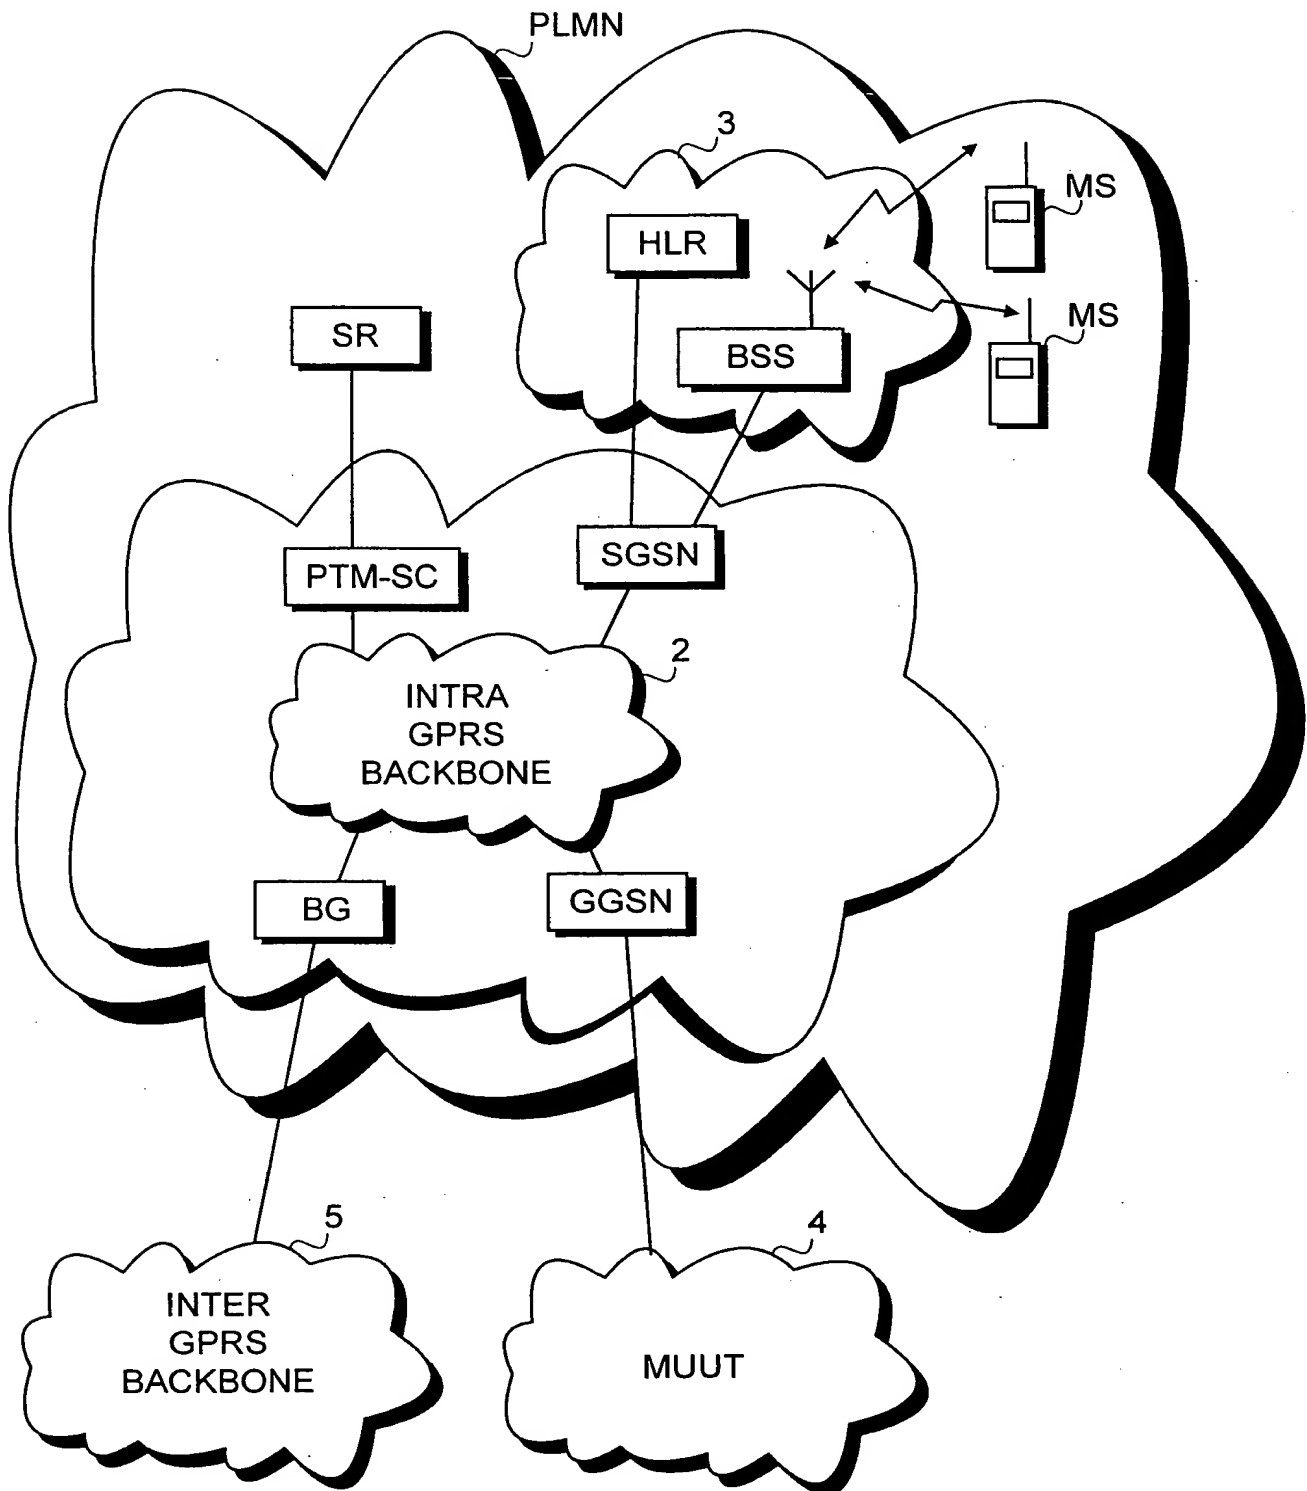 PLMN
3
MS
HLR
MS
SR
BSS
SGSN
PTM-SC
2
INTRA
GPRS
BACKBONE
BG
GGSN
5
4
INTER
GPRS
BACKBONE
MUUT